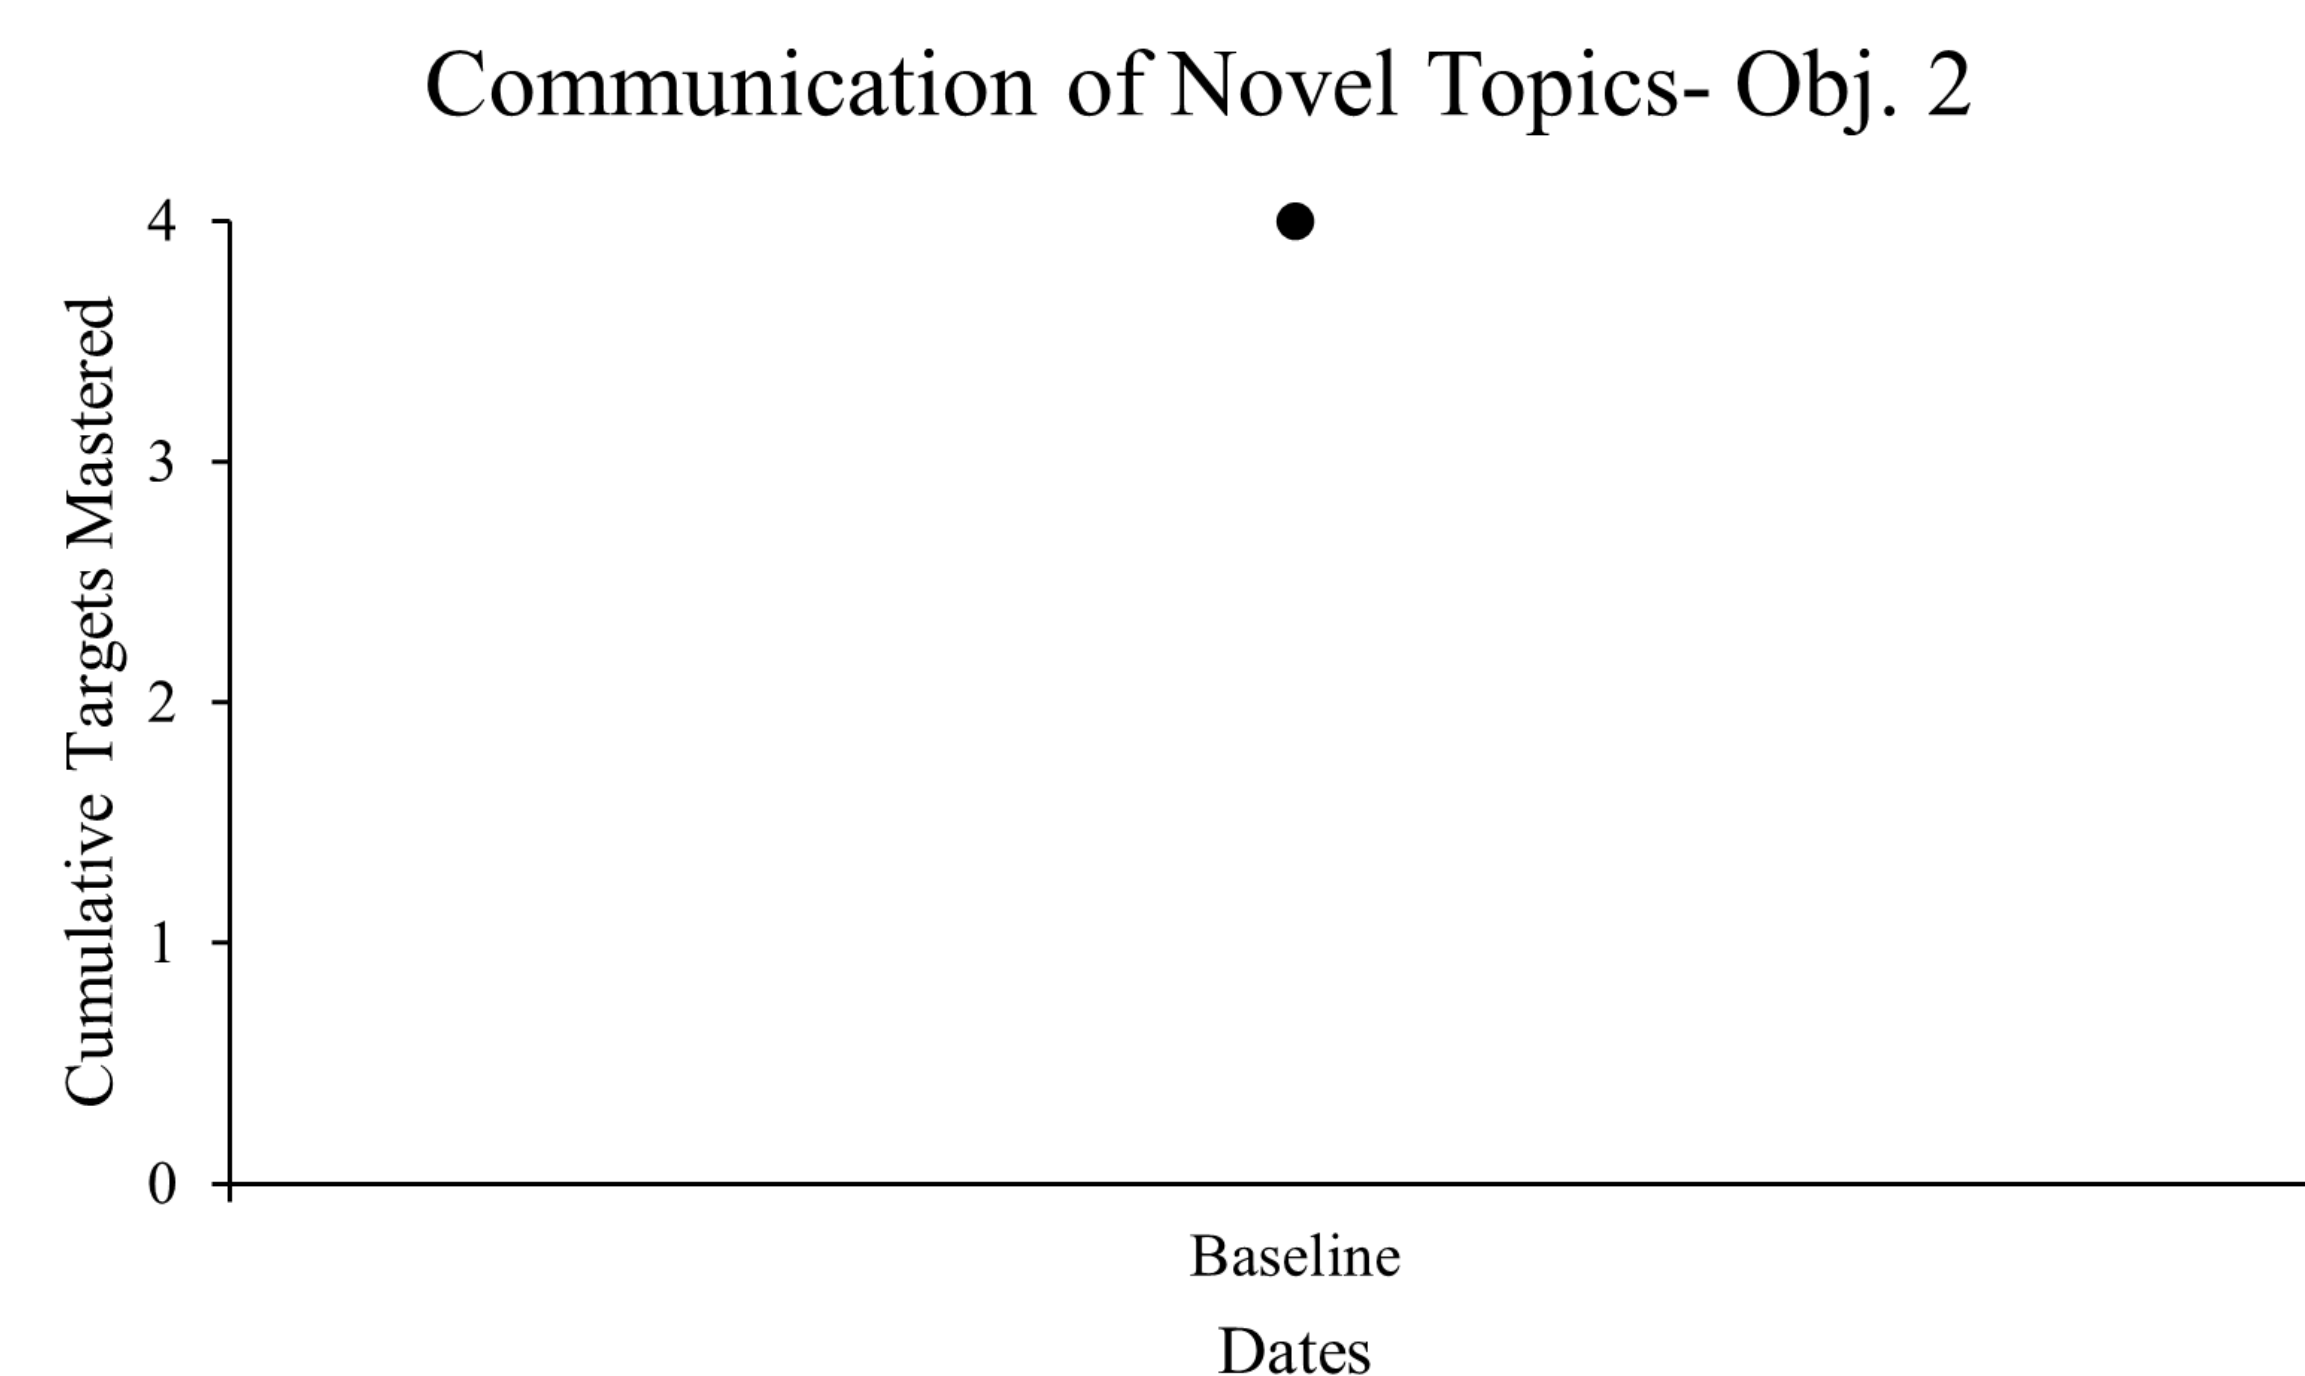 Communication of Novel Topics- Obj. 2
4
3
2
1
0
Cumulative Targets Mastered
Baseline
Dates